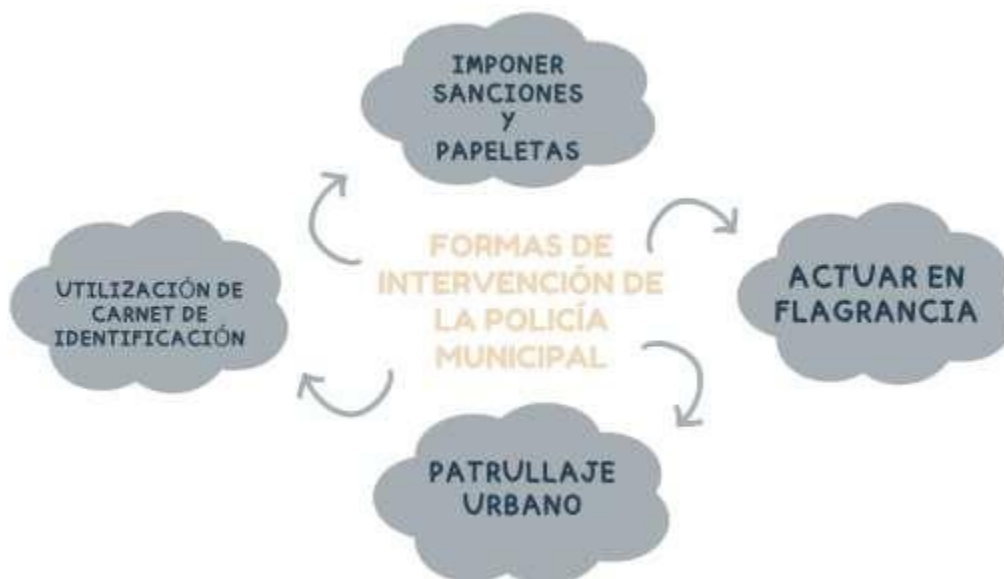 IMPONER
SANCIONES
Y
PAPELETAS
FORMAS DE
INTERVENCIÓN DE
LA POLICÍA
MUNICIPAL
ACTUAR EN
FLAGRANCIA
UTILIZACIÓN DE
CARNET DE
IDENTIFICACIÓN
PATRULLAJE
URBANO